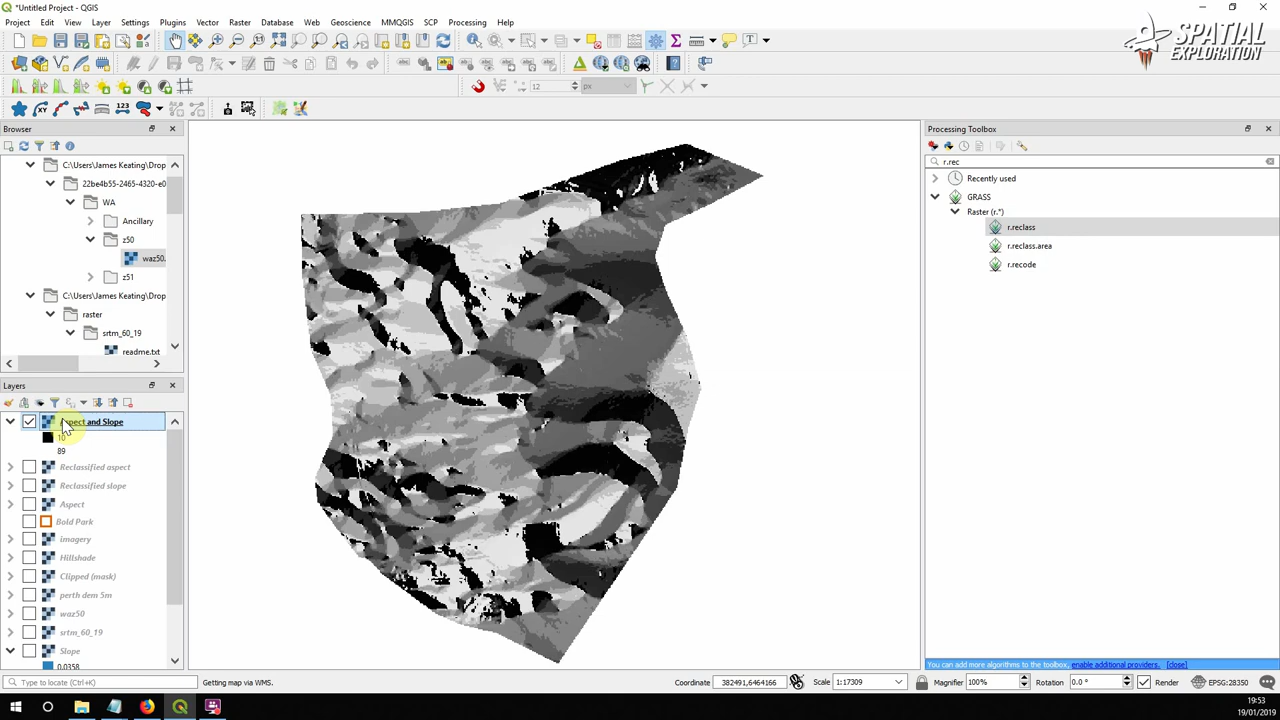 *Untitled Project - QGIS
Project Edit View Layer Settings Plugins Vector Raster Database Web Geoscience MMQGIS SCP Processing Help
SPATIAL
EXPLORATION
12 px
123
Browser
C:\Users\James Keating\Drop
22be4b55-2465-4320-e0
WA
Ancillary
z50
waz50.
z51
C:\Users\James Keating\Drop
raster
srtm_60_19
readme.txt
Layers
Aspect and Slope
10
89
Reclassified aspect
Reclassified slope
Aspect
Bold Park
imagery
Hillshade
Clipped (mask)
perth dem 5m
waz50
srtm_60_19
Slope
0.0358
Processing Toolbox
r.rec
Recently used
GRASS
Raster (r.*)
r.reclass
r.reclass.area
r.recode
You can add more algorithms to the toolbox, enable additional providers. [close]
Type to locate (Ctrl+K) Getting map via WMS. Coordinate 382491,6464166 Scale 1:17309 Magnifier 100% Rotation 0.0 ° Render EPSG:28350
19:53
19/01/2019